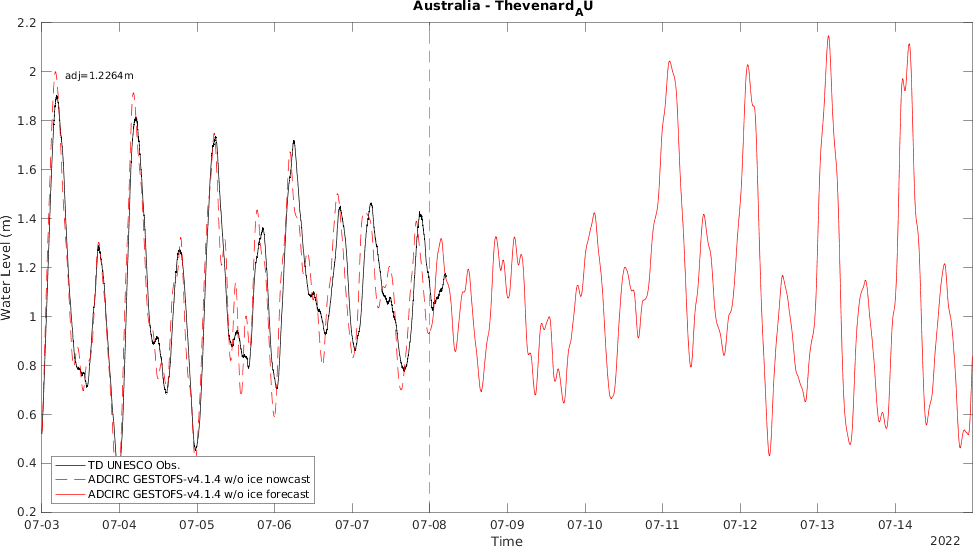 Australia - Thevenard_AU
2.2
2
1.8
1.6
1.4
1.2
1
0.8
0.6
0.4
0.2
Water Level (m)
adj=1.2264m
TD UNESCO Obs.
ADCIRC GESTOFS-v4.1.4 w/o ice nowcast
ADCIRC GESTOFS-v4.1.4 w/o ice forecast
07-03 07-04 07-05 07-06 07-07 07-08 07-09 07-10 07-11 07-12 07-13 07-14
Time
2022